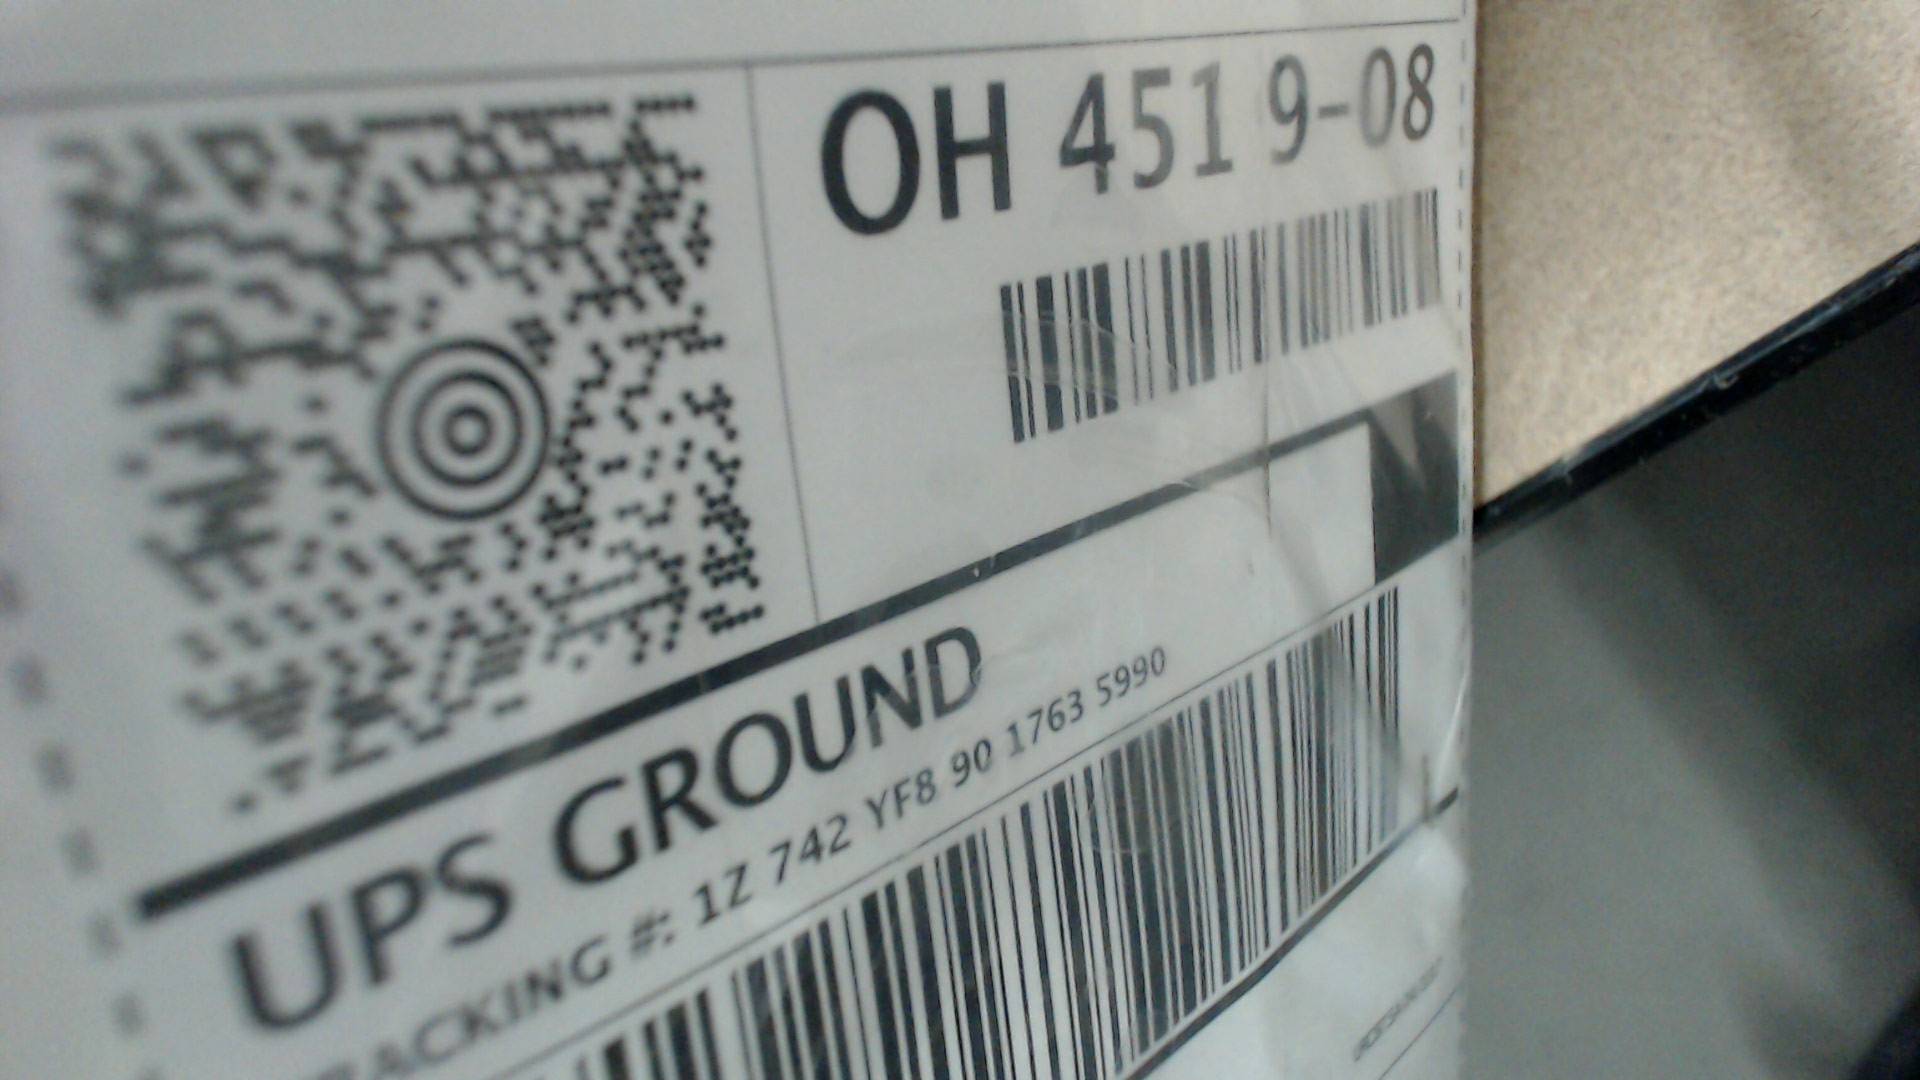 OH 451 9-08
UPS GROUND
TRACKING #: 1Z 742 YF8 90 1763 5990